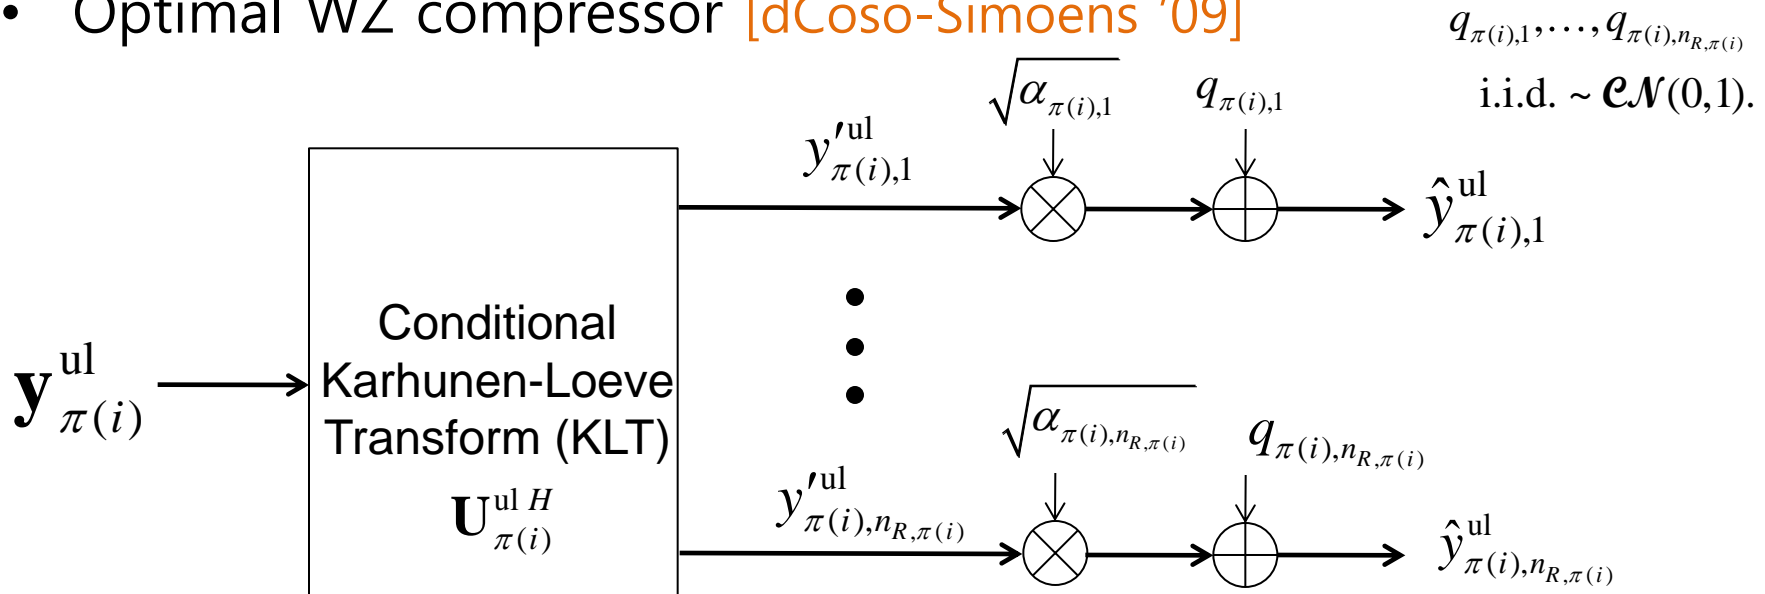 • Optimal WZ compressor [dCoso-Simoens ’09]
q_{π(i),1},…,q_{π(i),n_{R,π(i)}}
i.i.d. ~ 𝒞𝒩(0,1).
√α_{π(i),1}
q_{π(i),1}
y′^{ul}_{π(i),1}
ŷ^{ul}_{π(i),1}
Conditional
Karhunen-Loeve
Transform (KLT)
𝐔^{ul H}_{π(i)}
𝐲^{ul}_{π(i)}
√α_{π(i),n_{R,π(i)}}
q_{π(i),n_{R,π(i)}}
y′^{ul}_{π(i),n_{R,π(i)}}
ŷ^{ul}_{π(i),n_{R,π(i)}}